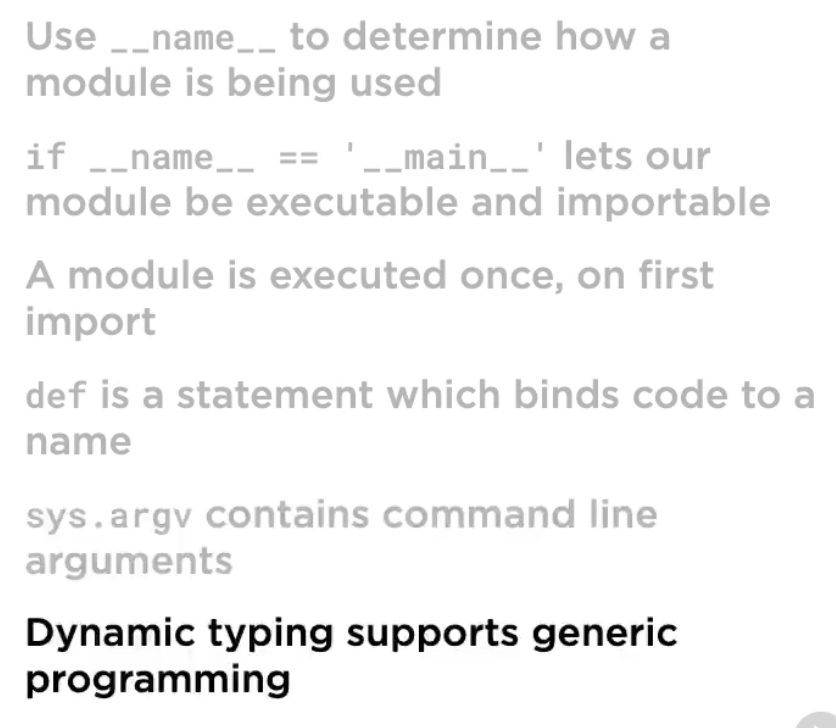 Use __name__ to determine how a
module is being used
if __name__ == '__main__' lets our
module be executable and importable
A module is executed once, on first
import
def is a statement which binds code to a
name
sys.argv contains command line
arguments
Dynamic typing supports generic
programming